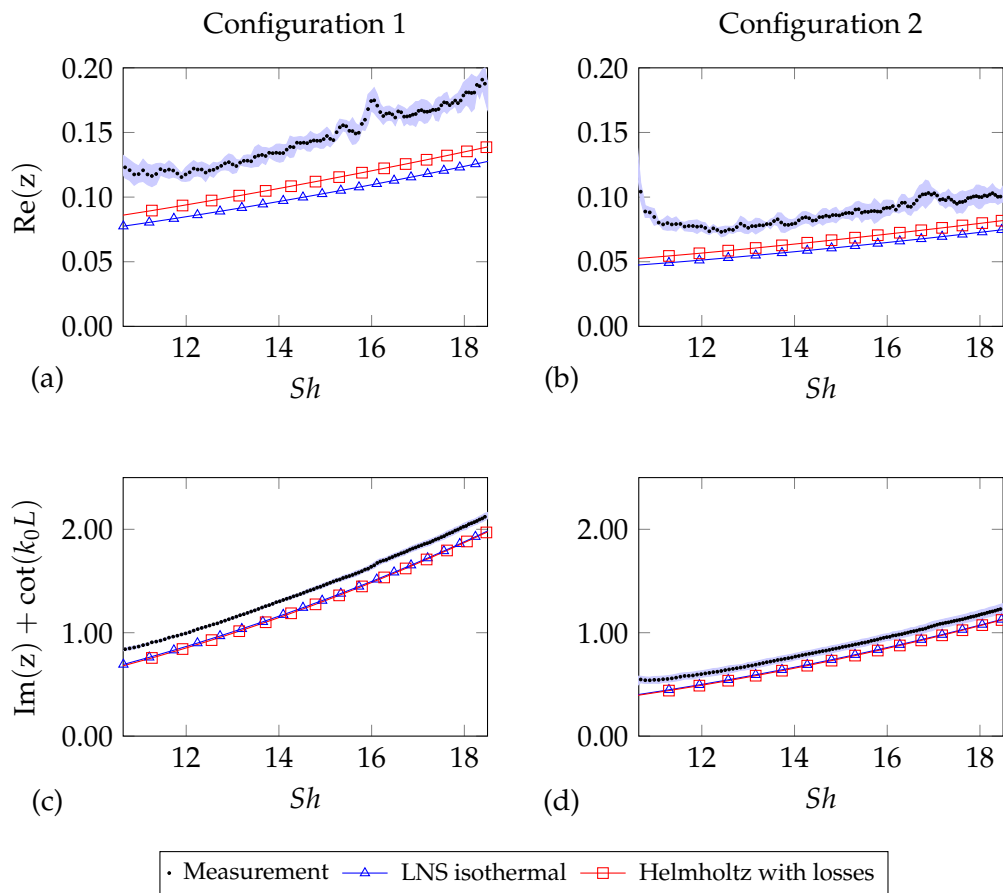 Configuration 1
Configuration 2
0.20
0.15
0.10
0.05
0.00
Re(z)
12 14 16 18
(a)
Sh
0.20
0.15
0.10
0.05
0.00
12 14 16 18
(b)
Sh
2.00
1.00
0.00
Im(z) + cot(k₀L)
12 14 16 18
(c)
Sh
2.00
1.00
0.00
12 14 16 18
(d)
Sh
Measurement LNS isothermal Helmholtz with losses